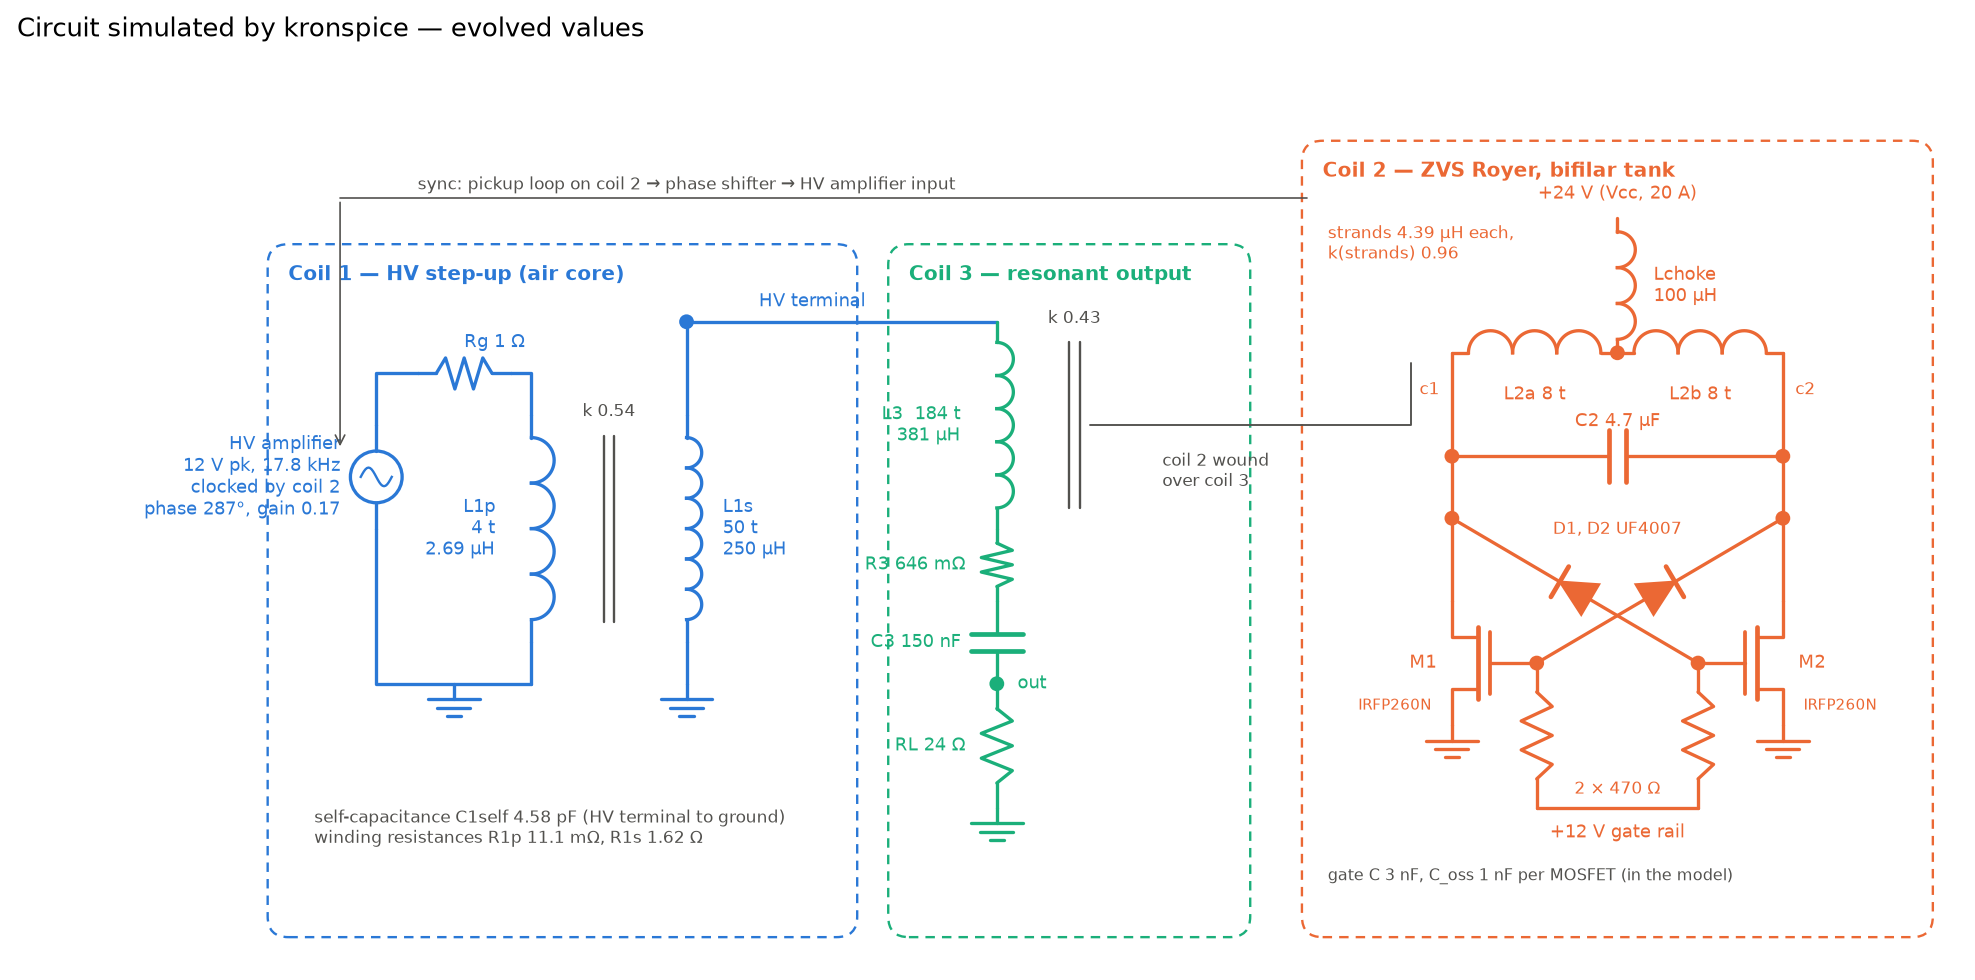 Circuit simulated by kronspice — evolved values
sync: pickup loop on coil 2 → phase shifter → HV amplifier input
Coil 1 — HV step-up (air core)
HV terminal
Rg 1 Ω
k 0.54
HV amplifier
12 V pk, 17.8 kHz
clocked by coil 2
phase 287°, gain 0.17
L1p
4 t
2.69 µH
L1s
50 t
250 µH
self-capacitance C1self 4.58 pF (HV terminal to ground)
winding resistances R1p 11.1 mΩ, R1s 1.62 Ω
Coil 3 — resonant output
k 0.43
L3  184 t
381 µH
coil 2 wound
over coil 3
R3 646 mΩ
C3 150 nF
out
RL 24 Ω
Coil 2 — ZVS Royer, bifilar tank
+24 V (Vcc, 20 A)
strands 4.39 µH each,
k(strands) 0.96
Lchoke
100 µH
c1
L2a 8 t
L2b 8 t
c2
C2 4.7 µF
D1, D2 UF4007
M1
M2
IRFP260N
IRFP260N
2 × 470 Ω
+12 V gate rail
gate C 3 nF, C_oss 1 nF per MOSFET (in the model)